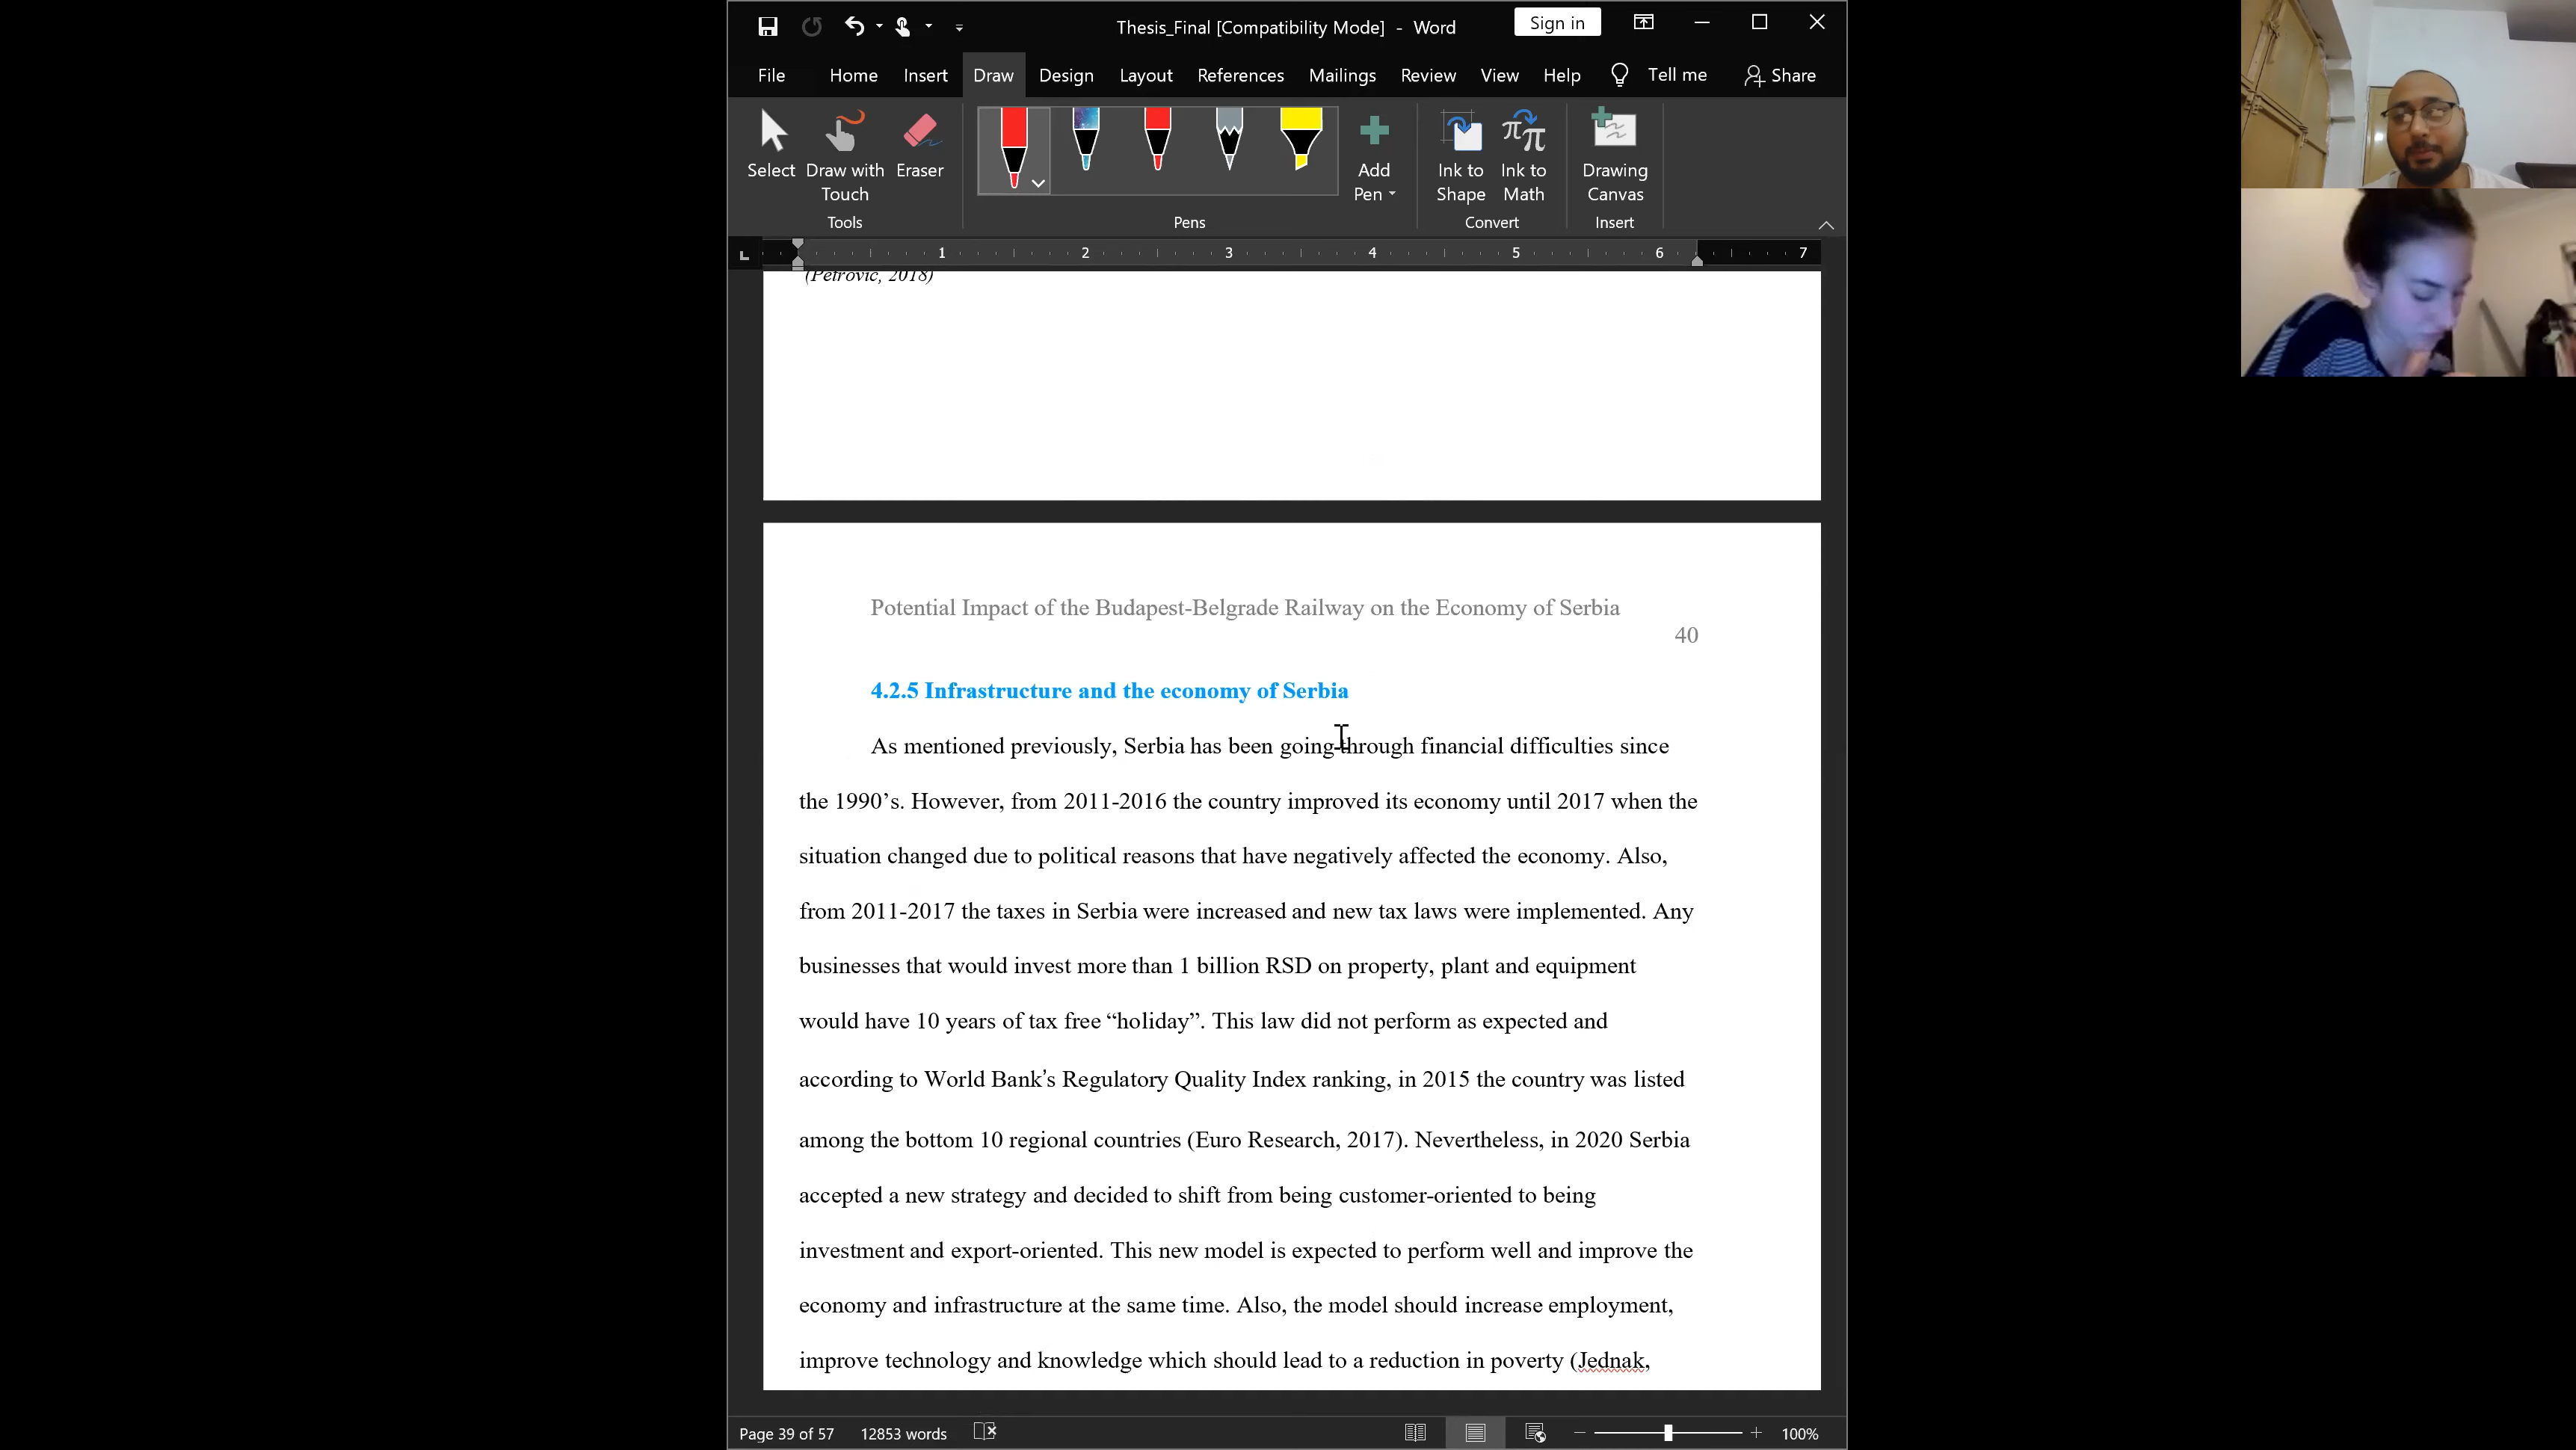 Thesis_Final [Compatibility Mode] - Word
Sign in
File Home Insert Draw Design Layout References Mailings Review View Help Tell me Share
Select
Draw with
Touch
Eraser
Tools
Pens
Add
Pen
Ink to
Shape
Ink to
Math
Convert
Drawing
Canvas
Insert
L
1 2 3 4 5 6 7
(Petrovic, 2018)
Potential Impact of the Budapest-Belgrade Railway on the Economy of Serbia
40
4.2.5 Infrastructure and the economy of Serbia
As mentioned previously, Serbia has been going through financial difficulties since
the 1990’s. However, from 2011-2016 the country improved its economy until 2017 when the
situation changed due to political reasons that have negatively affected the economy. Also,
from 2011-2017 the taxes in Serbia were increased and new tax laws were implemented. Any
businesses that would invest more than 1 billion RSD on property, plant and equipment
would have 10 years of tax free “holiday”. This law did not perform as expected and
according to World Bank’s Regulatory Quality Index ranking, in 2015 the country was listed
among the bottom 10 regional countries (Euro Research, 2017). Nevertheless, in 2020 Serbia
accepted a new strategy and decided to shift from being customer-oriented to being
investment and export-oriented. This new model is expected to perform well and improve the
economy and infrastructure at the same time. Also, the model should increase employment,
improve technology and knowledge which should lead to a reduction in poverty (Jednak,
Page 39 of 57 12853 words
100%